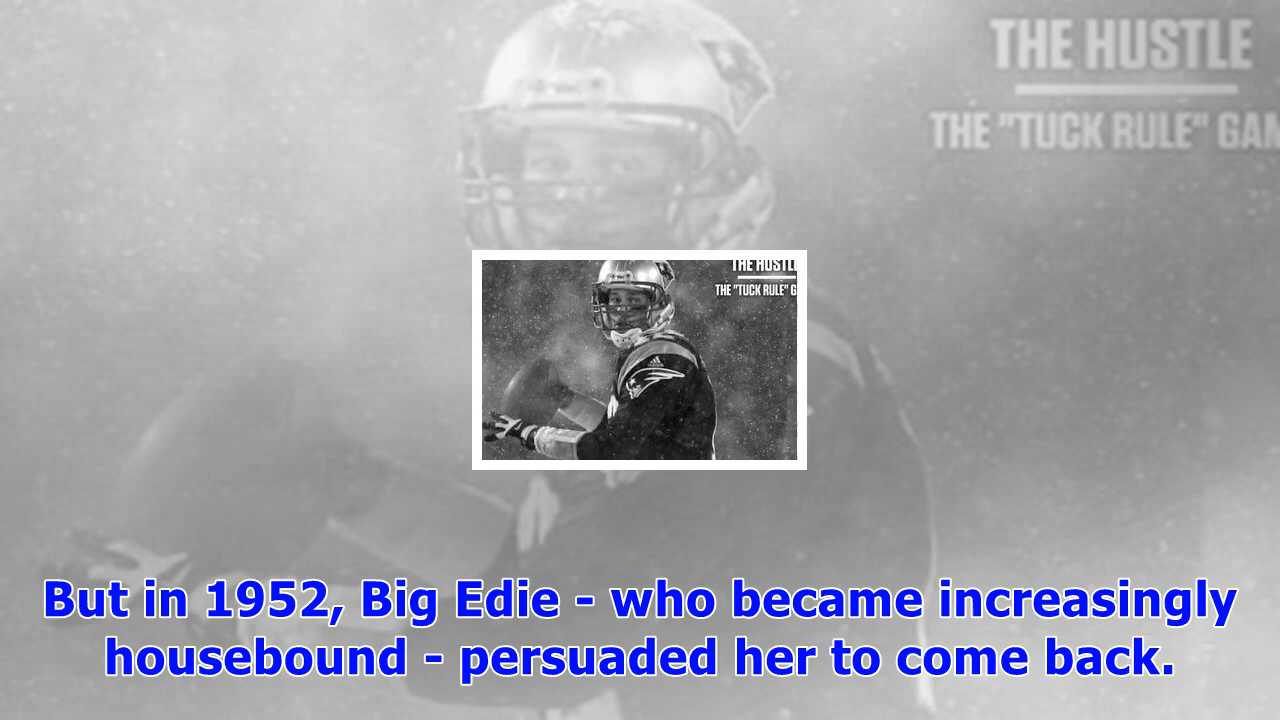 THE HUSTLE
THE "TUCK RULE" GAM
THE HUSTL
THE "TUCK RULE" G
But in 1952, Big Edie - who became increasingly
housebound - persuaded her to come back.